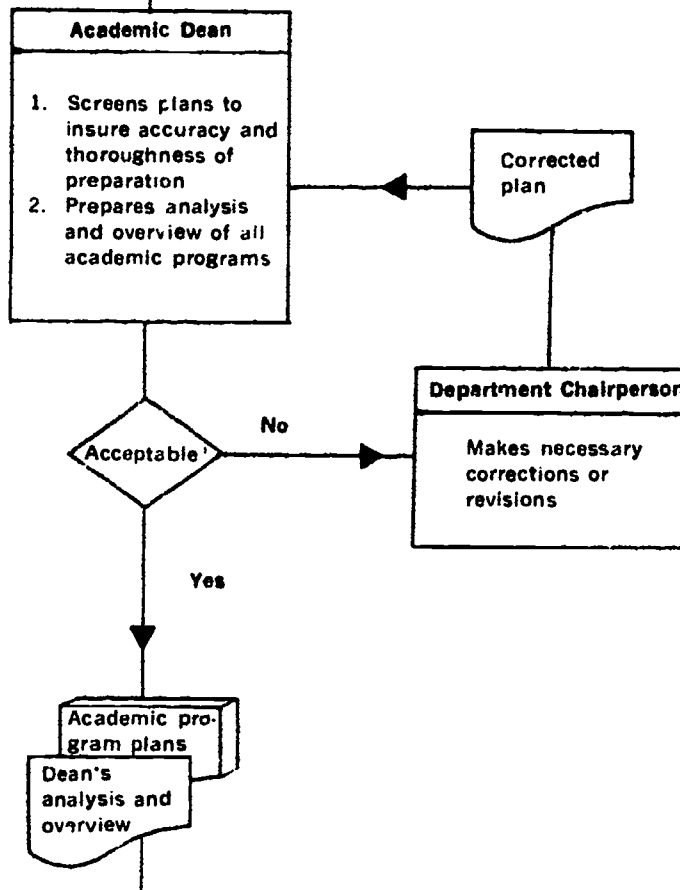 Academic Dean
1. Screens plans to
insure accuracy and
thoroughness of
preparation
2. Prepares analysis
and overview of all
academic programs
Corrected
plan
Department Chairperson
Makes necessary
corrections or
revisions
Acceptable?
No
Yes
Academic pro-
gram plans
Dean's
analysis and
overview